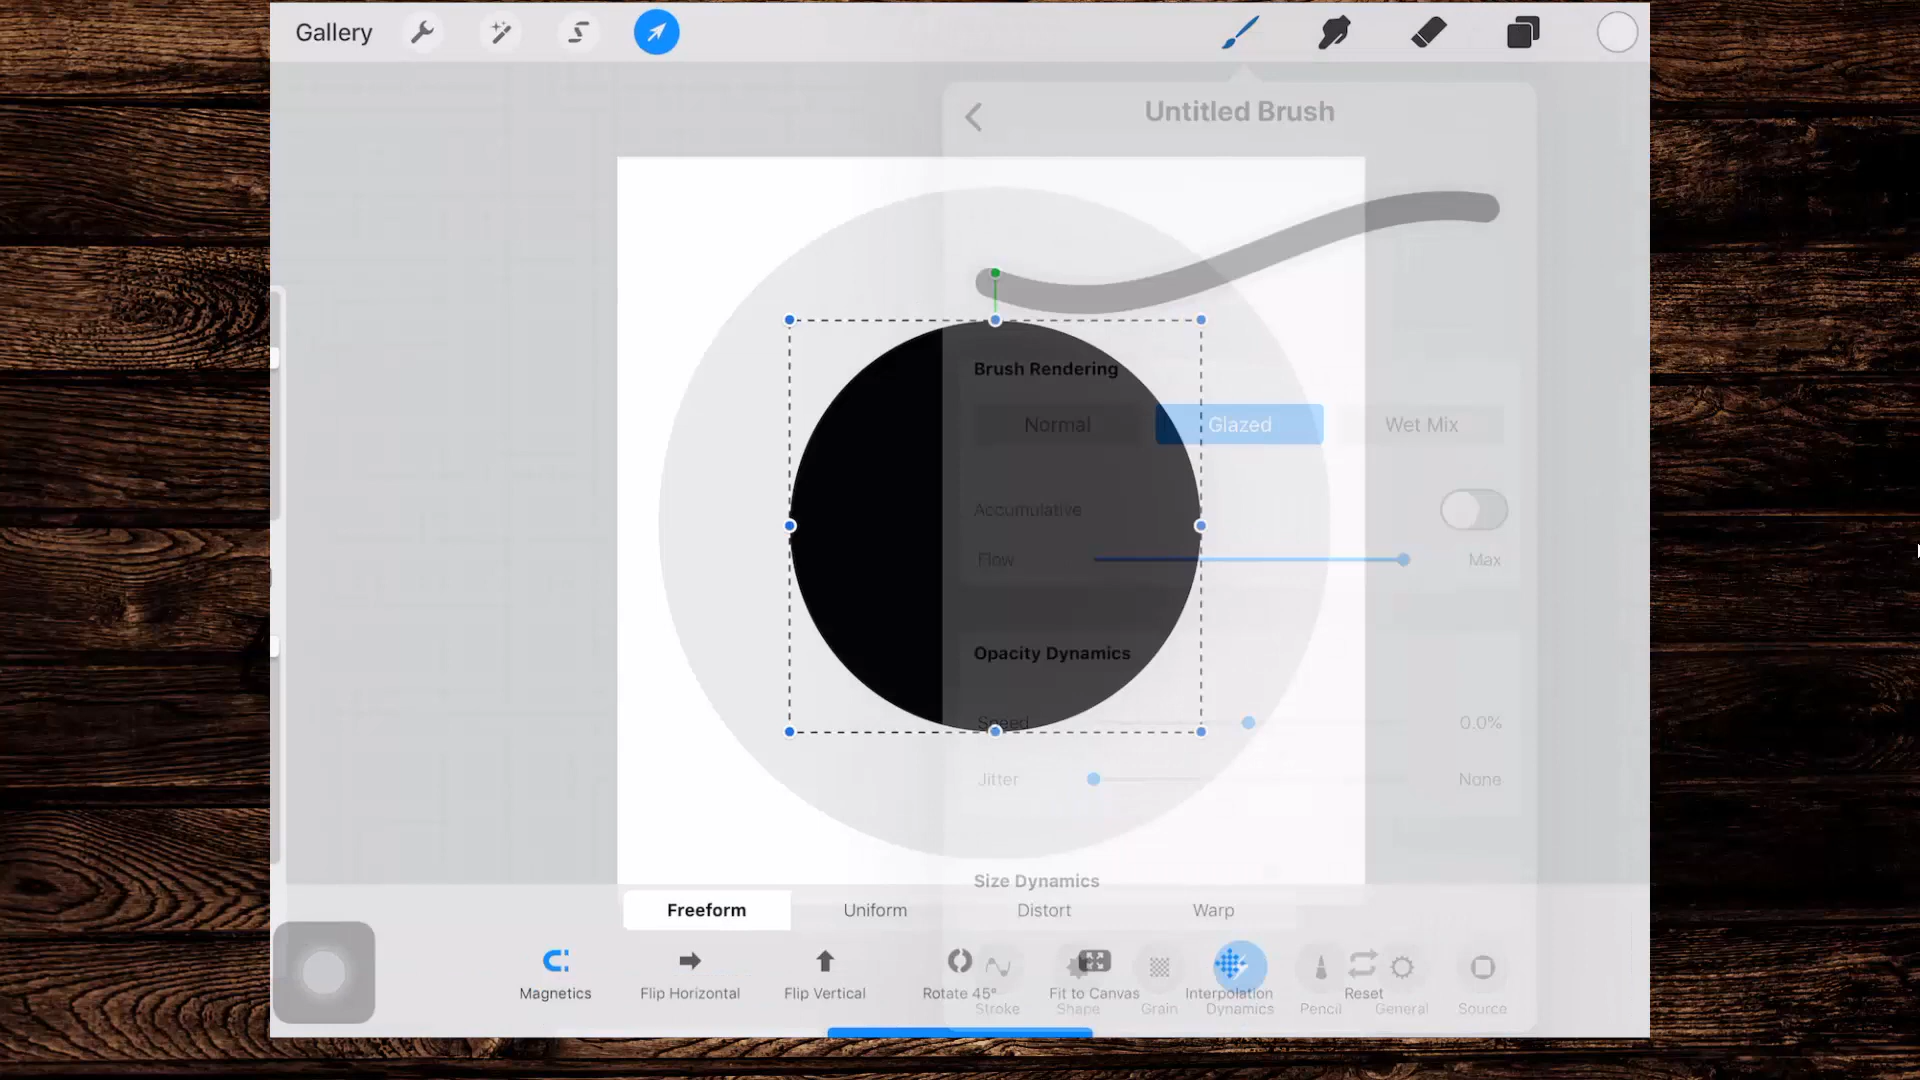 Gallery
Untitled Brush
Brush Rendering
Normal Glazed Wet Mix
Accumulative
Flow Max
Opacity Dynamics
Speed 0.0%
Jitter None
Size Dynamics
Freeform Uniform Distort Warp
Magnetics Flip Horizontal Flip Vertical Rotate 45° Fit to Canvas Interpolation Reset
Stroke Shape Grain Dynamics Pencil General Source